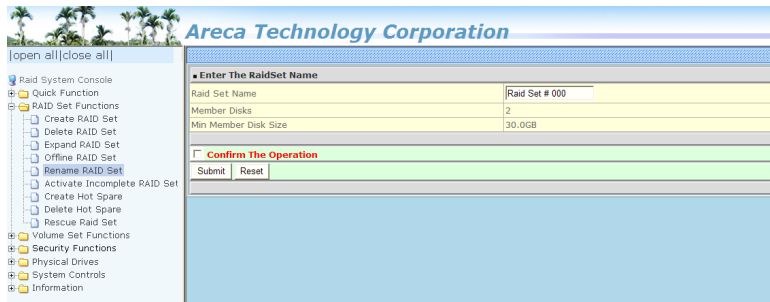 Areca Technology Corporation
|open all|close all|
Raid System Console
Quick Function
RAID Set Functions
Create RAID Set
Delete RAID Set
Expand RAID Set
Offline RAID Set
Rename RAID Set
Activate Incomplete RAID Set
Create Hot Spare
Delete Hot Spare
Rescue Raid Set
Volume Set Functions
Security Functions
Physical Drives
System Controls
Information
Enter The RaidSet Name
Raid Set Name Raid Set # 000
Member Disks 2
Min Member Disk Size 30.0GB
Confirm The Operation
Submit Reset